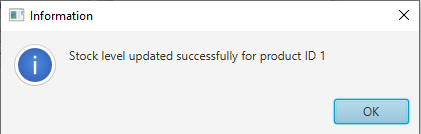 Information
Stock level updated successfully for product ID 1
OK